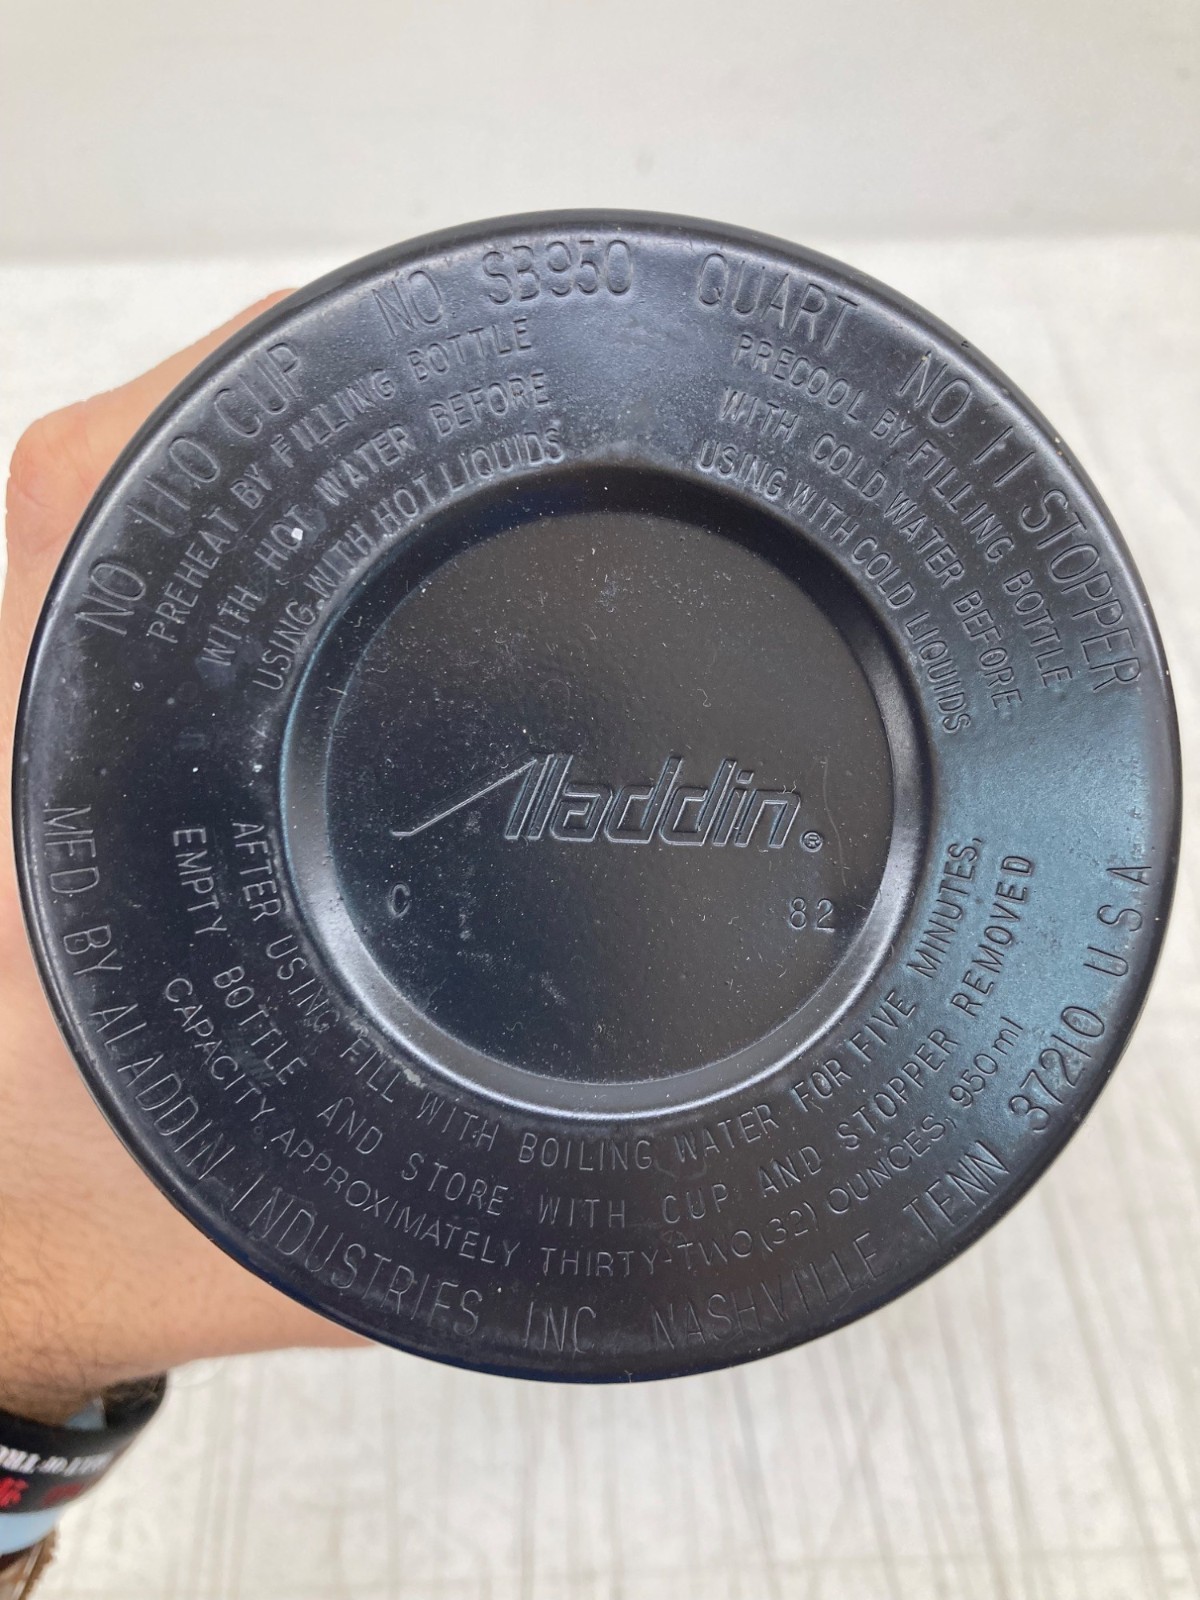 NO. 110 CUP NO. SB950 QUART NO. 11 STOPPER
PREHEAT BY FILLING BOTTLE
WITH HOT WATER BEFORE
USING WITH HOT LIQUIDS
PRECOOL BY FILLING BOTTLE
WITH COLD WATER BEFORE
USING WITH COLD LIQUIDS
Aladdin®
C 82
AFTER USING FILL WITH BOILING WATER FOR FIVE MINUTES,
EMPTY BOTTLE AND STORE WITH CUP AND STOPPER REMOVED
CAPACITY, APPROXIMATELY THIRTY-TWO (32) OUNCES, 950 ml
MFD. BY ALADDIN INDUSTRIES, INC. NASHVILLE TENN 37210 U.S.A.